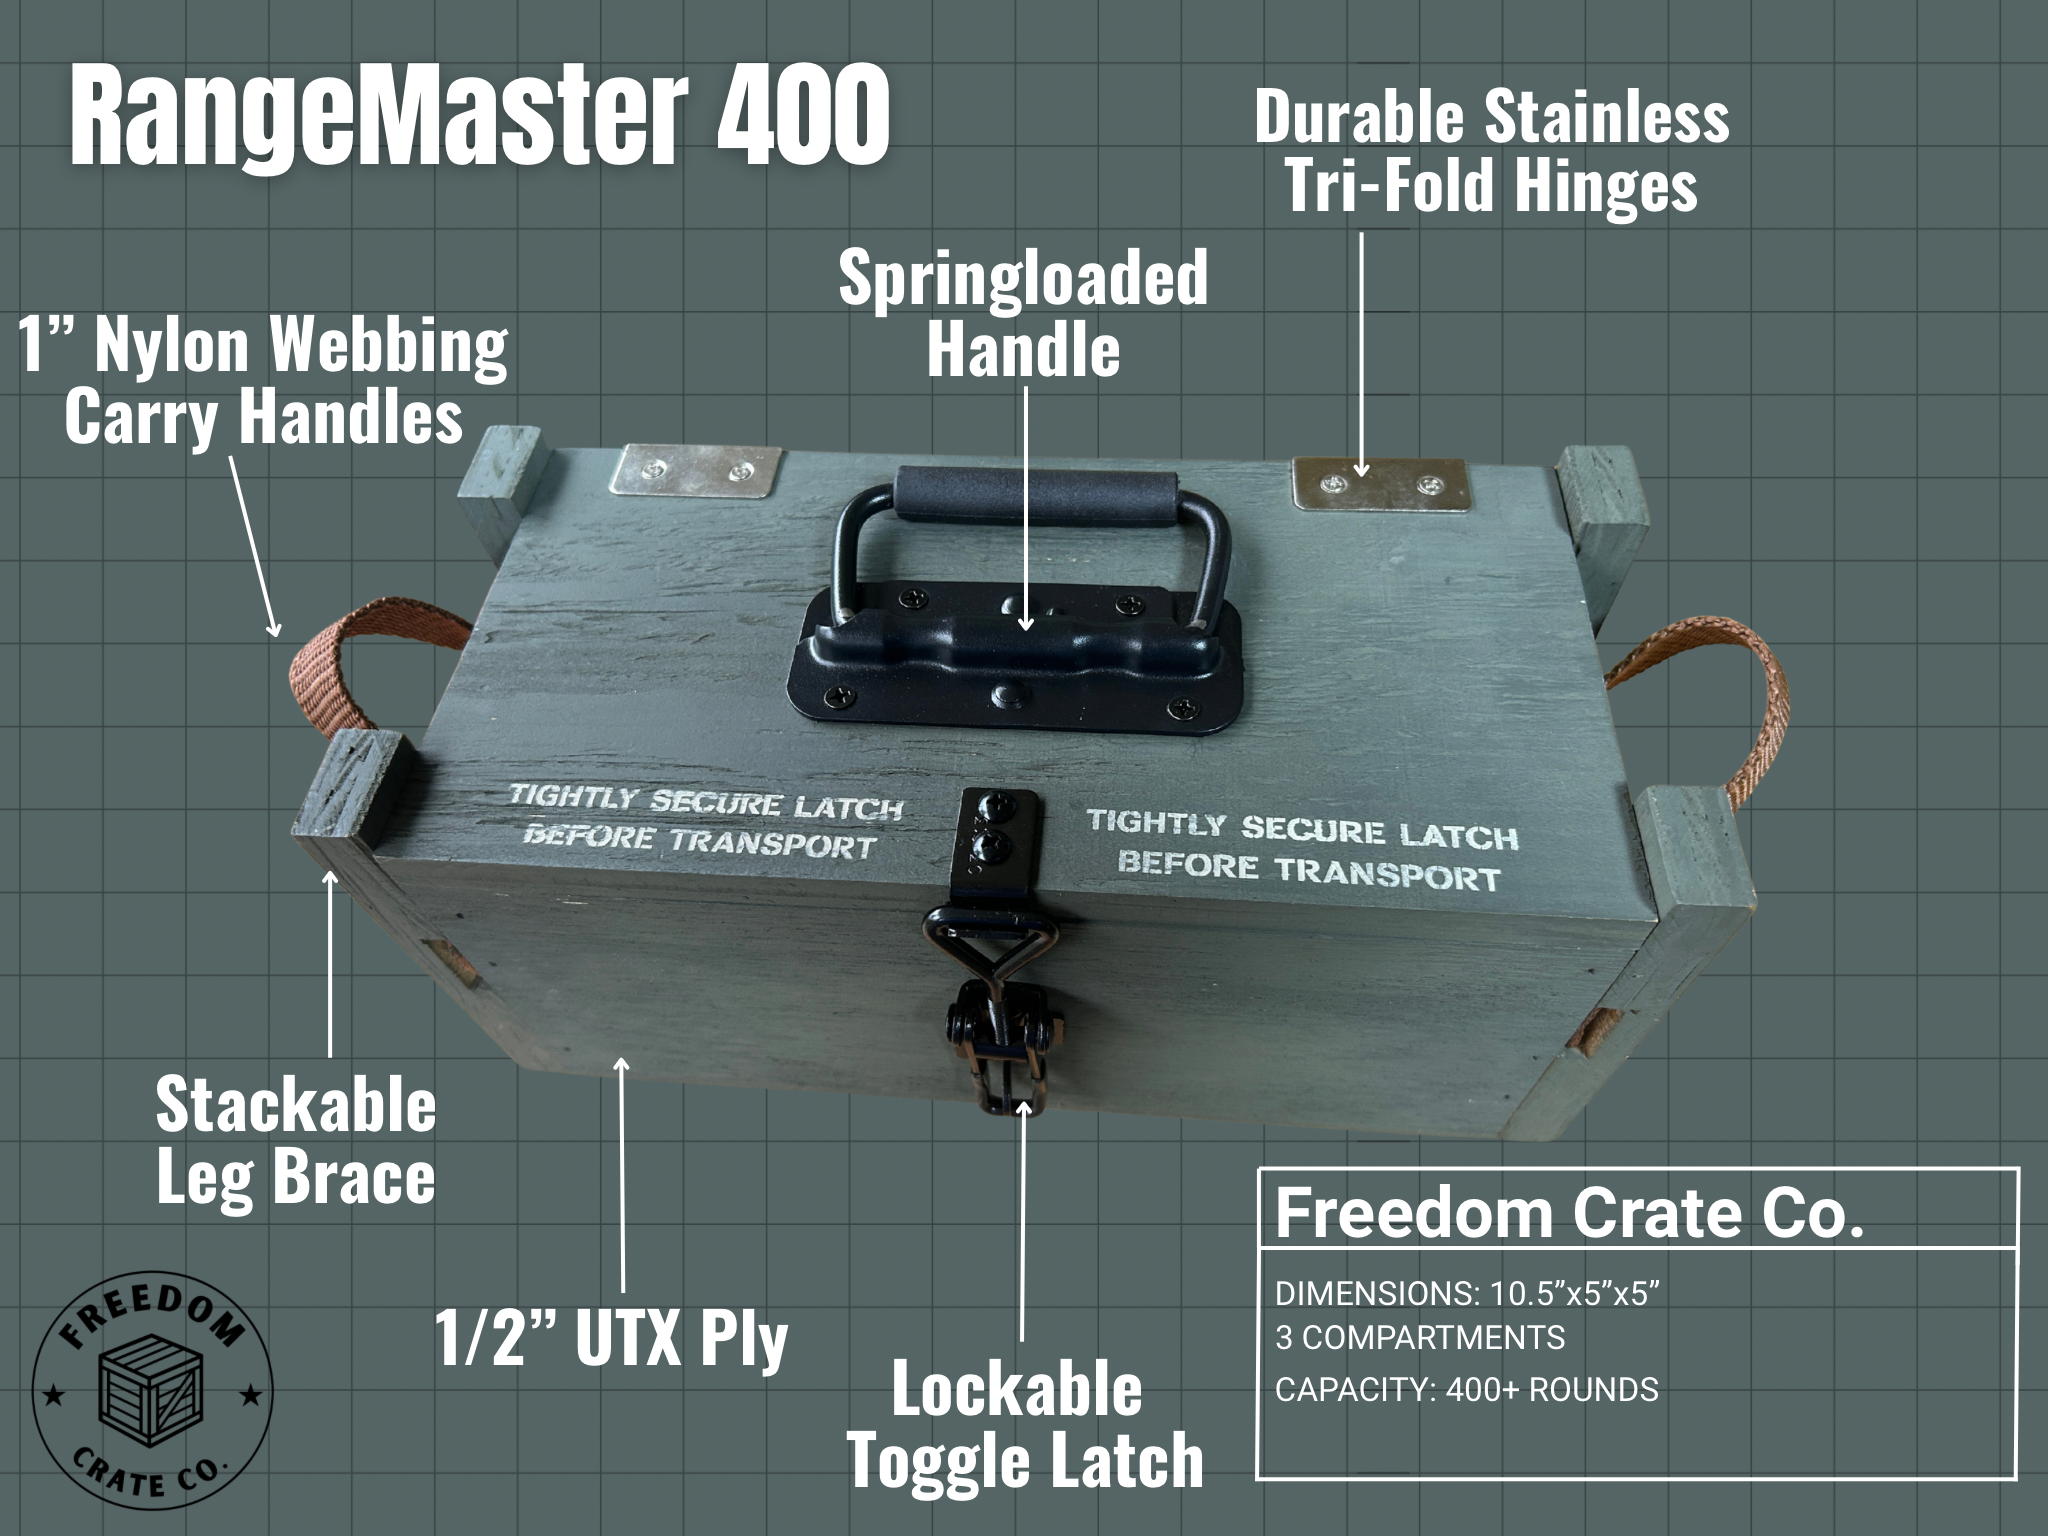 RangeMaster 400
Durable Stainless
Tri-Fold Hinges
Springloaded
Handle
1” Nylon Webbing
Carry Handles
TIGHTLY SECURE LATCH
BEFORE TRANSPORT
TIGHTLY SECURE LATCH
BEFORE TRANSPORT
Stackable
Leg Brace
1/2” UTX Ply
Lockable
Toggle Latch
Freedom Crate Co.
DIMENSIONS: 10.5”x5”x5”
3 COMPARTMENTS
CAPACITY: 400+ ROUNDS
FREEDOM
CRATE CO.